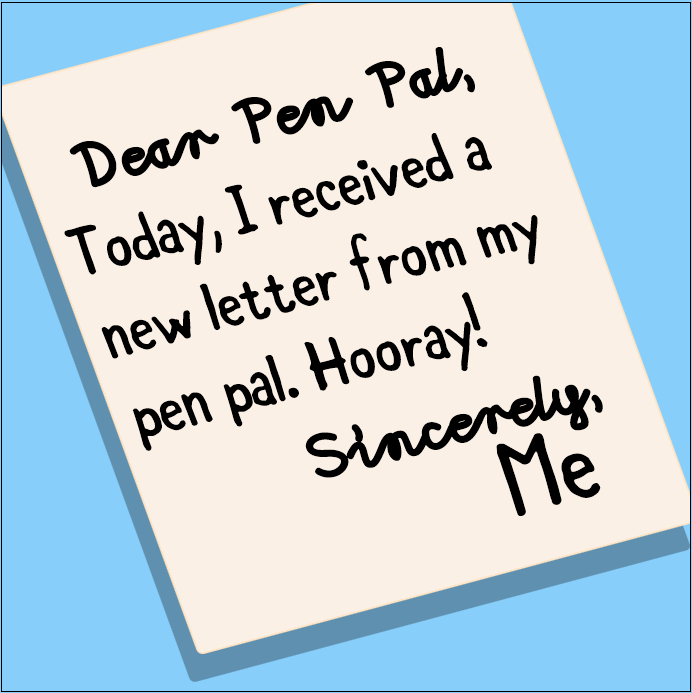 Dear Pen Pal,
Today, I received a
new letter from my
pen pal. Hooray!
Sincerely,
Me